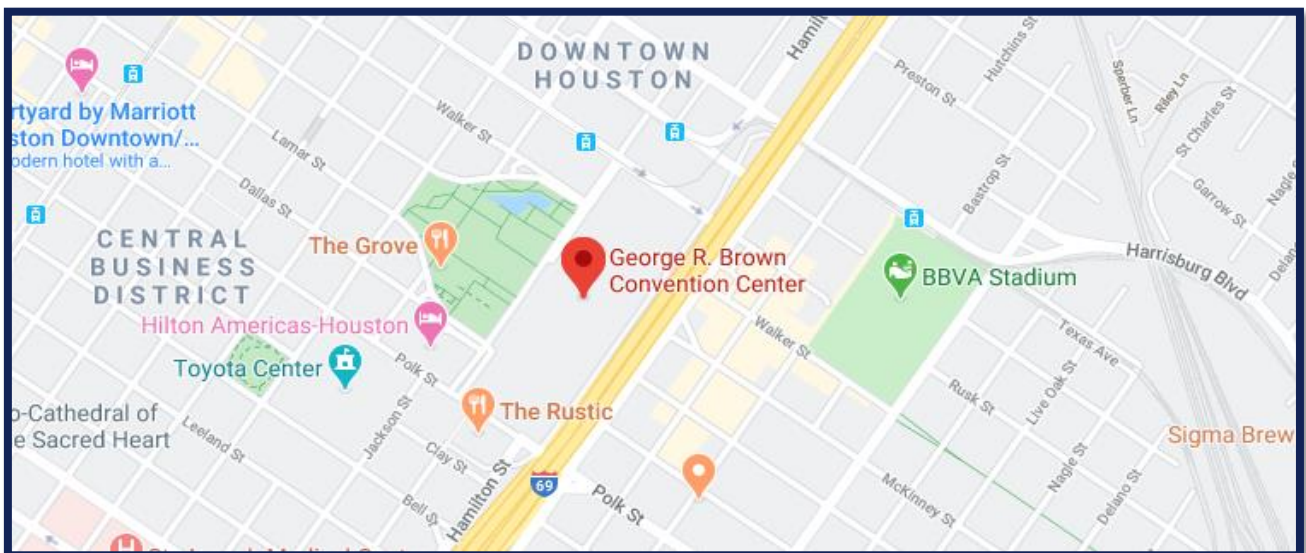 DOWNTOWN
HOUSTON
Hamil
Hutchins St
Preston St
Sperber Ln
Riley Ln
St Charles St
rtyard by Marriott
ston Downtown/...
odern hotel with a...
Walker St
Lamar St
Dallas St
Bastrop St
Garrow St
Nagle
CENTRAL
BUSINESS
DISTRICT
The Grove
George R. Brown
Convention Center
BBVA Stadium
Harrisburg Blvd
Delano
Hilton Americas-Houston
Walker St
Texas Ave
Toyota Center
Polk St
Rusk St
Live Oak St
o-Cathedral of
e Sacred Heart
Leeland St
Jackson St
The Rustic
Clay St
Sigma Brew
Bell St
Hamilton St
69
Polk St
McKinney St
Nagle St
Delano St
H